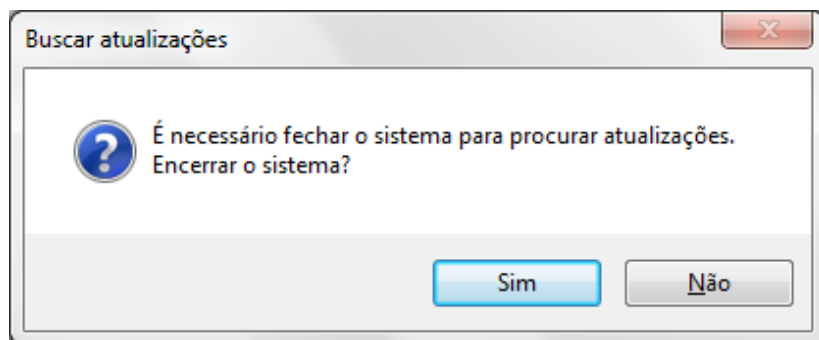 Buscar atualizações
É necessário fechar o sistema para procurar atualizações.
Encerrar o sistema?
Sim
Não